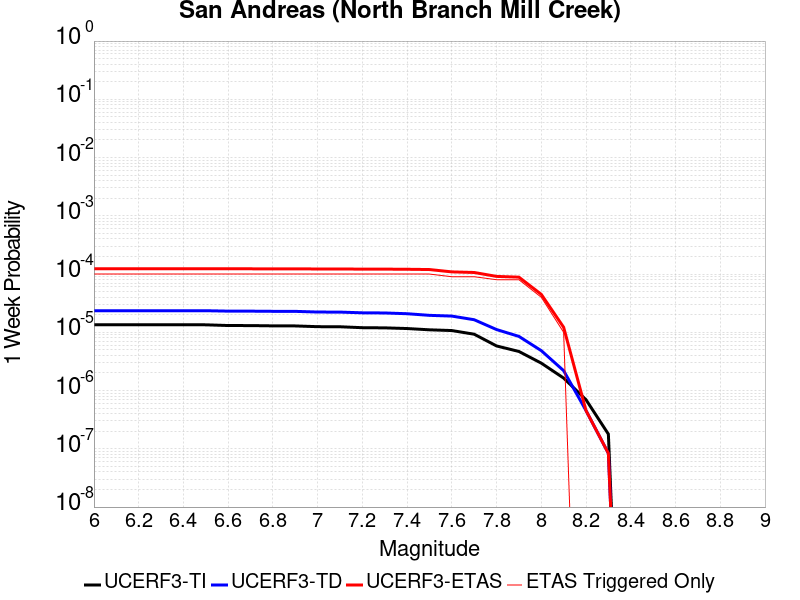 San Andreas (North Branch Mill Creek)
10^0
10^-1
10^-2
10^-3
10^-4
10^-5
10^-6
10^-7
10^-8
1 Week Probability
6 6.2 6.4 6.6 6.8 7 7.2 7.4 7.6 7.8 8 8.2 8.4 8.6 8.8 9
Magnitude
UCERF3-TI UCERF3-TD UCERF3-ETAS ETAS Triggered Only